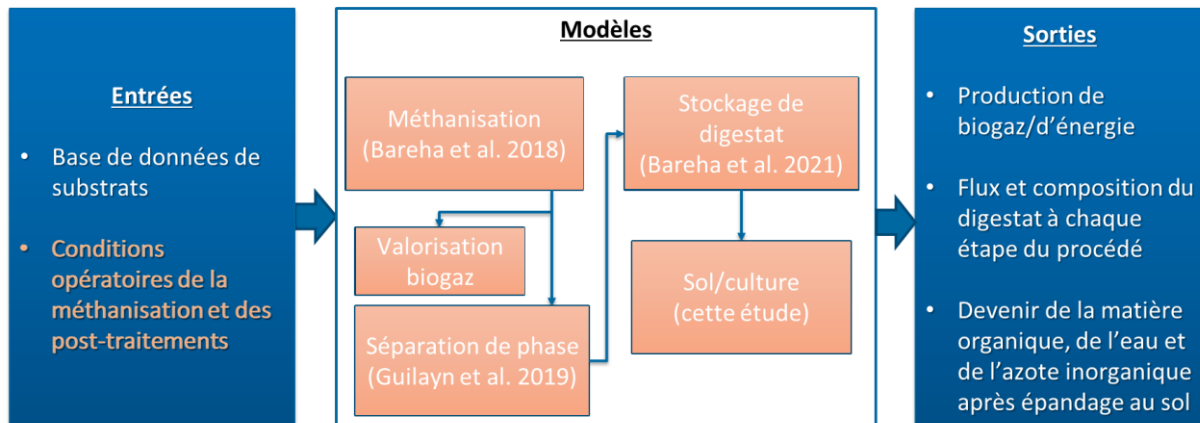 Entrées
• Base de données de
substrats
• Conditions
opératoires de la
méthanisation et des
post-traitements
Modèles
Méthanisation
(Bareha et al. 2018)
Valorisation
biogaz
Séparation de phase
(Guilayn et al. 2019)
Stockage de
digestat
(Bareha et al. 2021)
Sol/culture
(cette étude)
Sorties
• Production de
biogaz/d’énergie
• Flux et composition du
digestat à chaque
étape du procédé
• Devenir de la matière
organique, de l’eau et
de l’azote inorganique
après épandage au sol